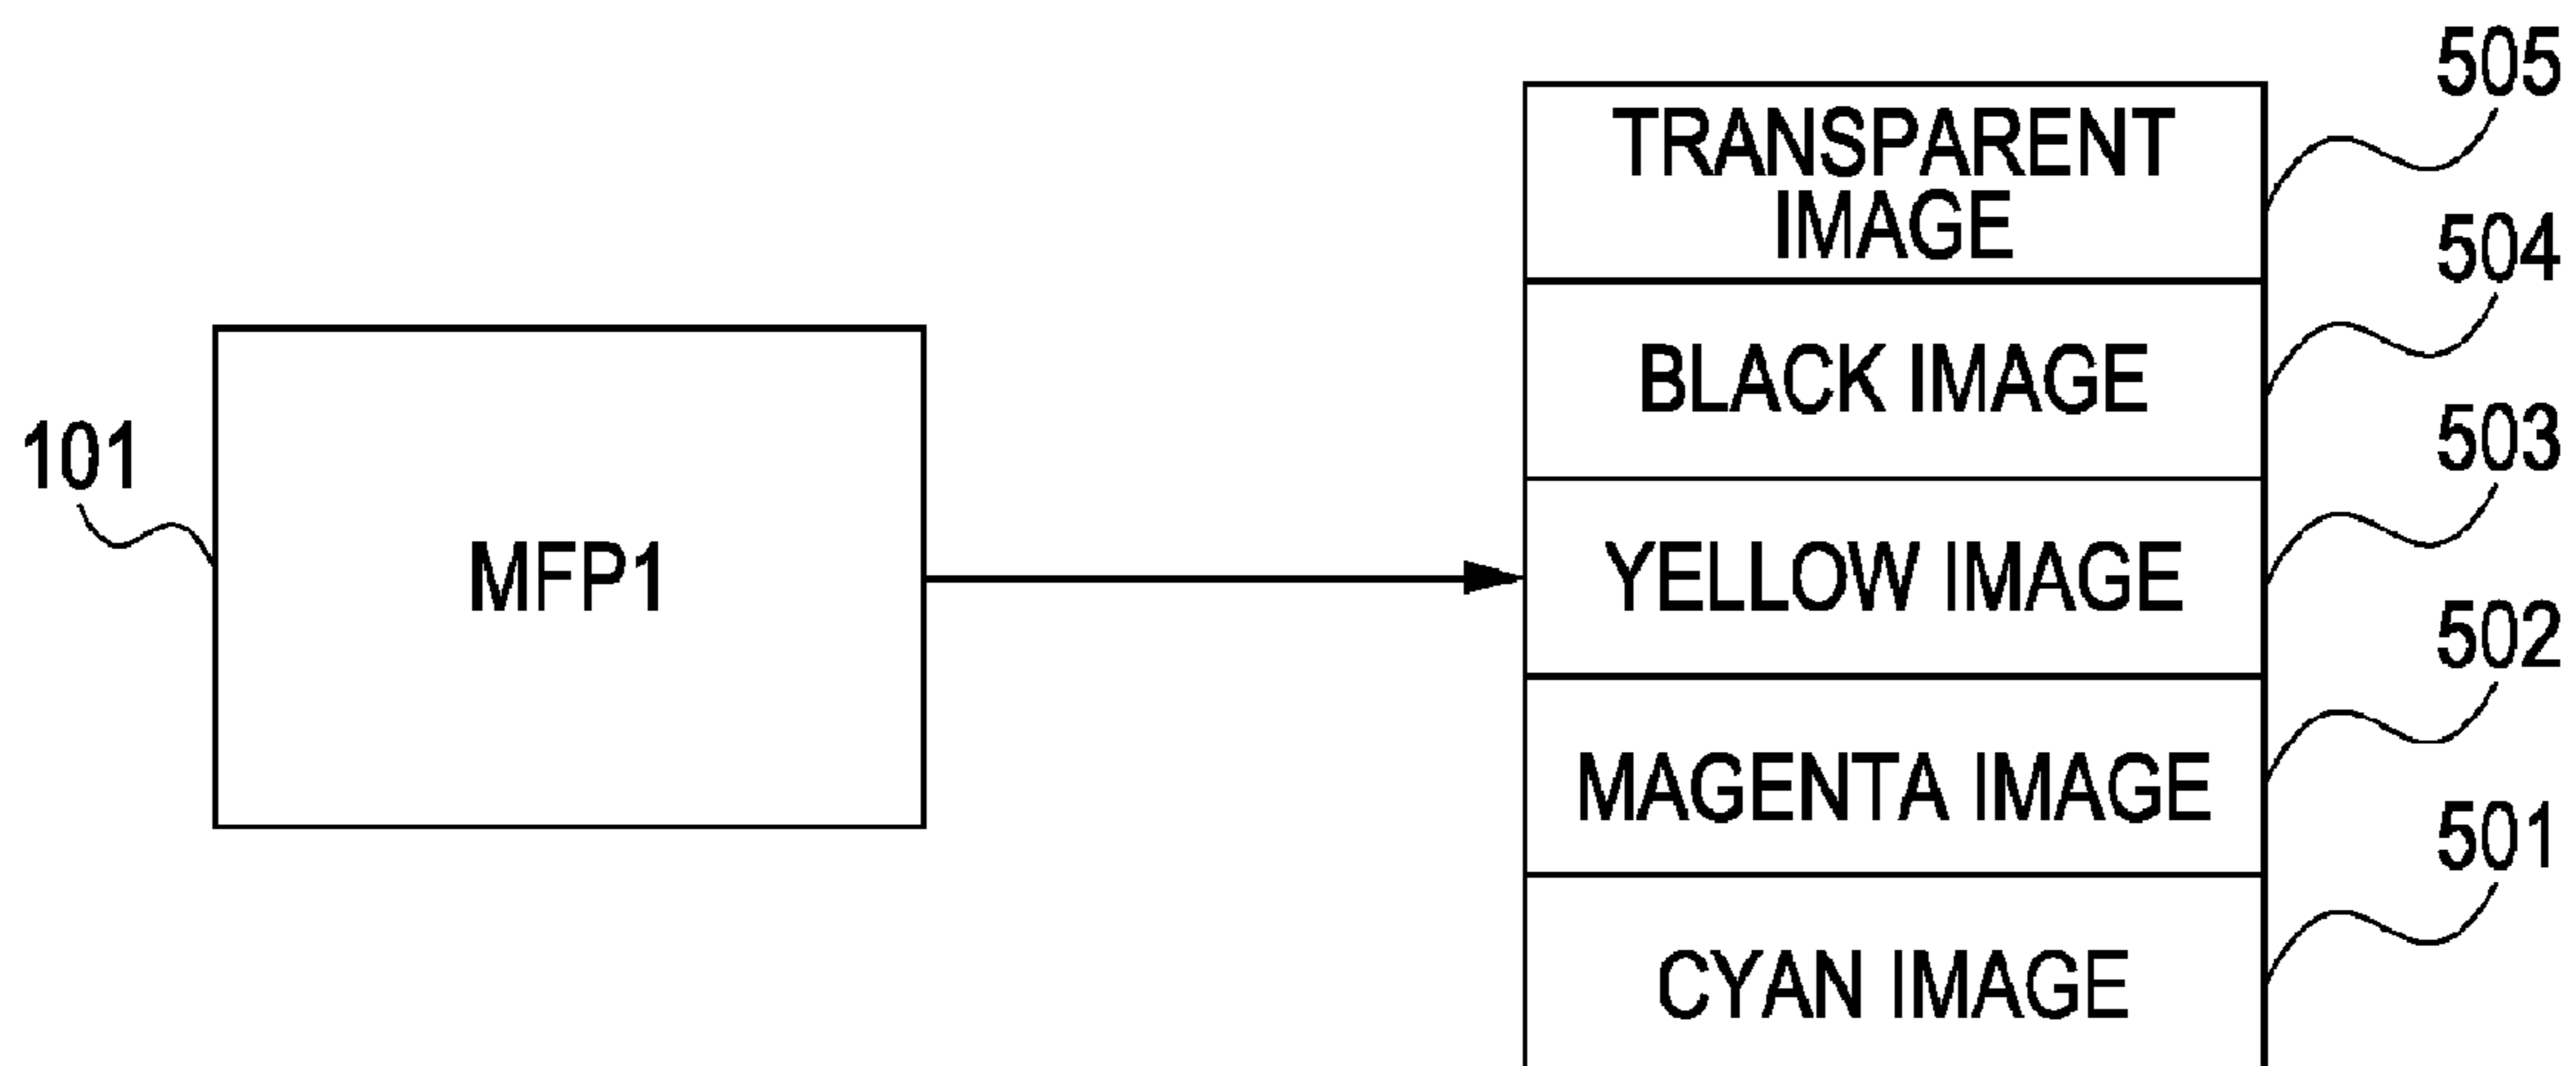 505
TRANSPARENT
IMAGE
504
BLACK IMAGE
503
101
MFP1
YELLOW IMAGE
502
MAGENTA IMAGE
501
CYAN IMAGE